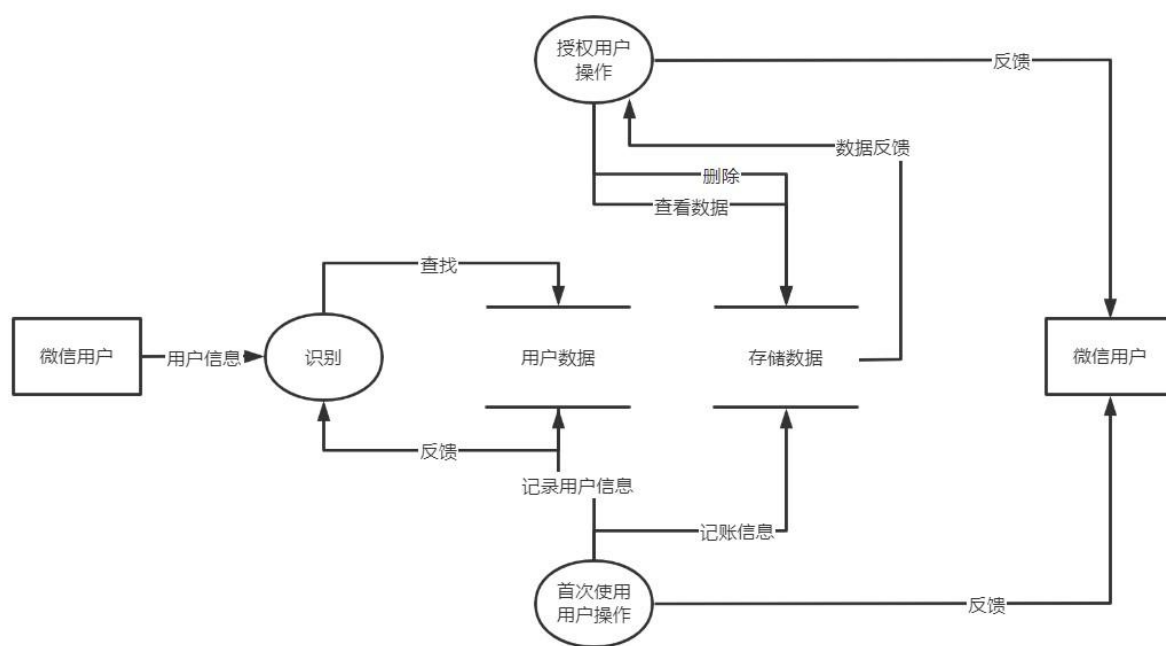 授权用户
操作
反馈
数据反馈
删除
查看数据
查找
微信用户
用户信息
识别
用户数据
存储数据
微信用户
反馈
记录用户信息
记账信息
首次使用
用户操作
反馈